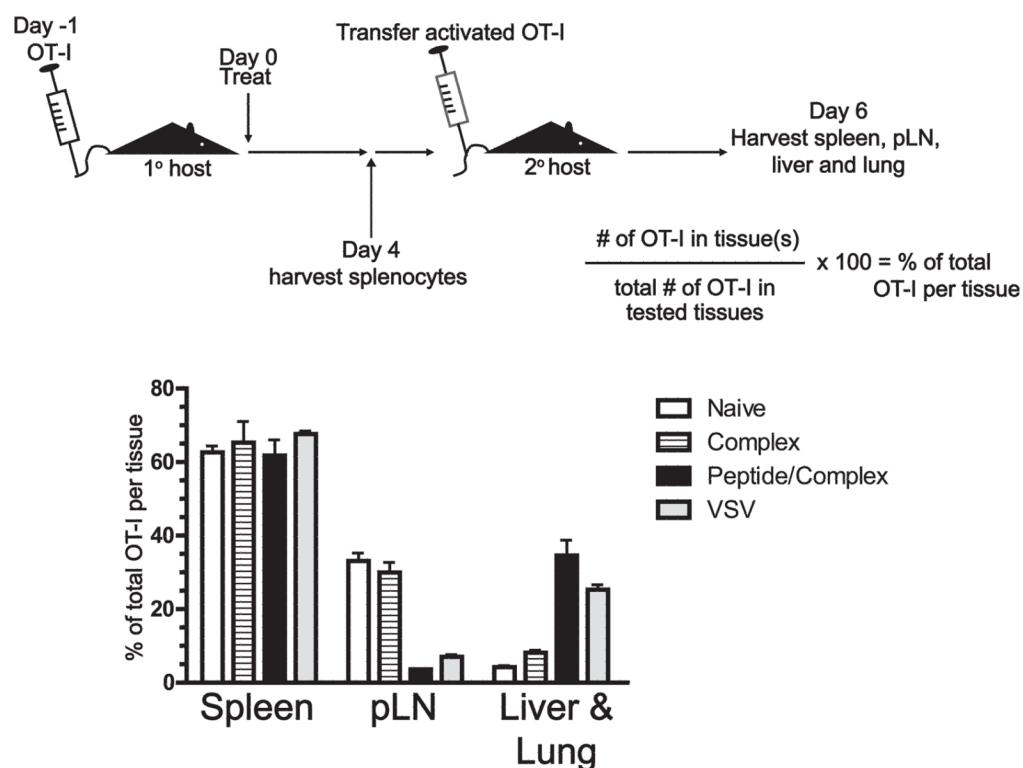 Day -1
OT-I
Day 0
Treat
1º host
Day 4
harvest splenocytes
Transfer activated OT-I
2º host
Day 6
Harvest spleen, pLN,
liver and lung
# of OT-I in tissue(s)
total # of OT-I in
tested tissues
x 100 = % of total
OT-I per tissue
% of total OT-I per tissue
80
60
40
20
0
Spleen
pLN
Liver &
Lung
Naive
Complex
Peptide/Complex
VSV